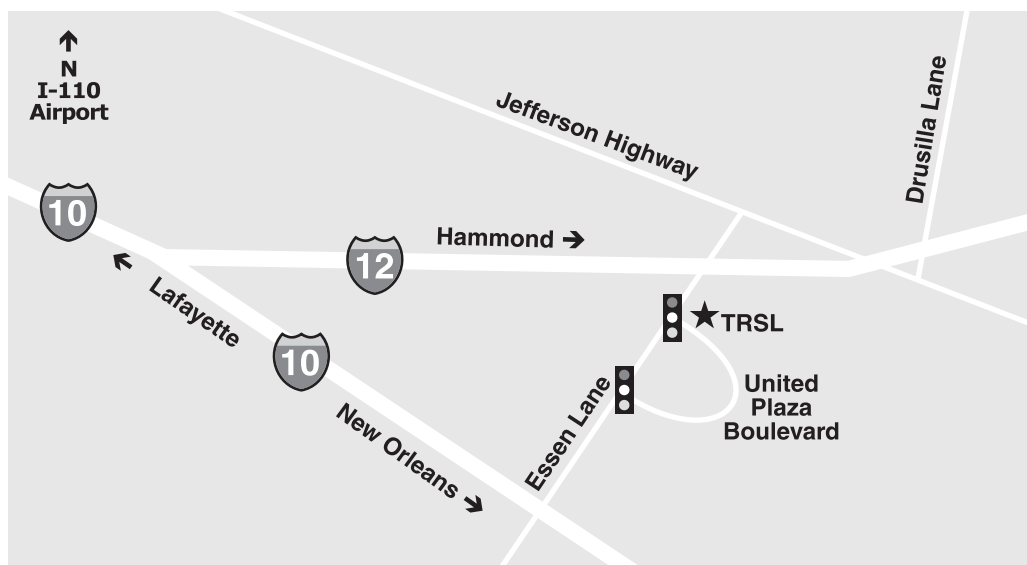 N
I-110
Airport
Jefferson Highway
Drusilla Lane
10
Hammond
12
Lafayette
TRSL
10
United
Plaza
Boulevard
Essen Lane
New Orleans